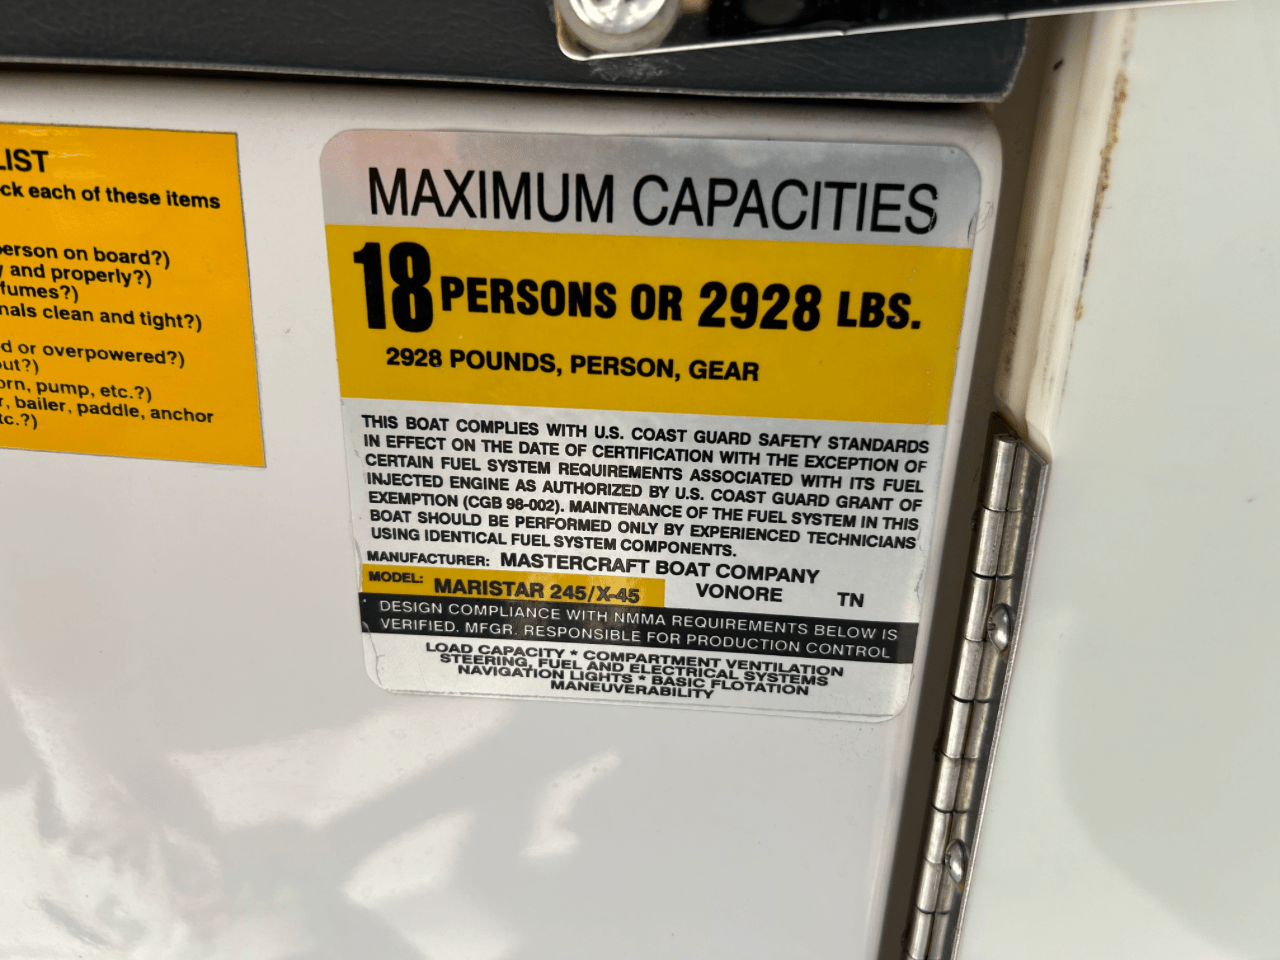 LIST
ck each of these items
erson on board?)
and properly?)
fumes?)
nals clean and tight?)
d or overpowered?)
out?)
orn, pump, etc.?)
r, bailer, paddle, anchor
tc.?)
MAXIMUM CAPACITIES
18 PERSONS OR 2928 LBS.
2928 POUNDS, PERSON, GEAR
THIS BOAT COMPLIES WITH U.S. COAST GUARD SAFETY STANDARDS
IN EFFECT ON THE DATE OF CERTIFICATION WITH THE EXCEPTION OF
CERTAIN FUEL SYSTEM REQUIREMENTS ASSOCIATED WITH ITS FUEL
INJECTED ENGINE AS AUTHORIZED BY U.S. COAST GUARD GRANT OF
EXEMPTION (CGB 98-002). MAINTENANCE OF THE FUEL SYSTEM IN THIS
BOAT SHOULD BE PERFORMED ONLY BY EXPERIENCED TECHNICIANS
USING IDENTICAL FUEL SYSTEM COMPONENTS.
MANUFACTURER: MASTERCRAFT BOAT COMPANY
MODEL: MARISTAR 245/X-45 VONORE TN
DESIGN COMPLIANCE WITH NMMA REQUIREMENTS BELOW IS
VERIFIED. MFGR. RESPONSIBLE FOR PRODUCTION CONTROL
LOAD CAPACITY * COMPARTMENT VENTILATION
STEERING, FUEL AND ELECTRICAL SYSTEMS
NAVIGATION LIGHTS * BASIC FLOTATION
MANEUVERABILITY